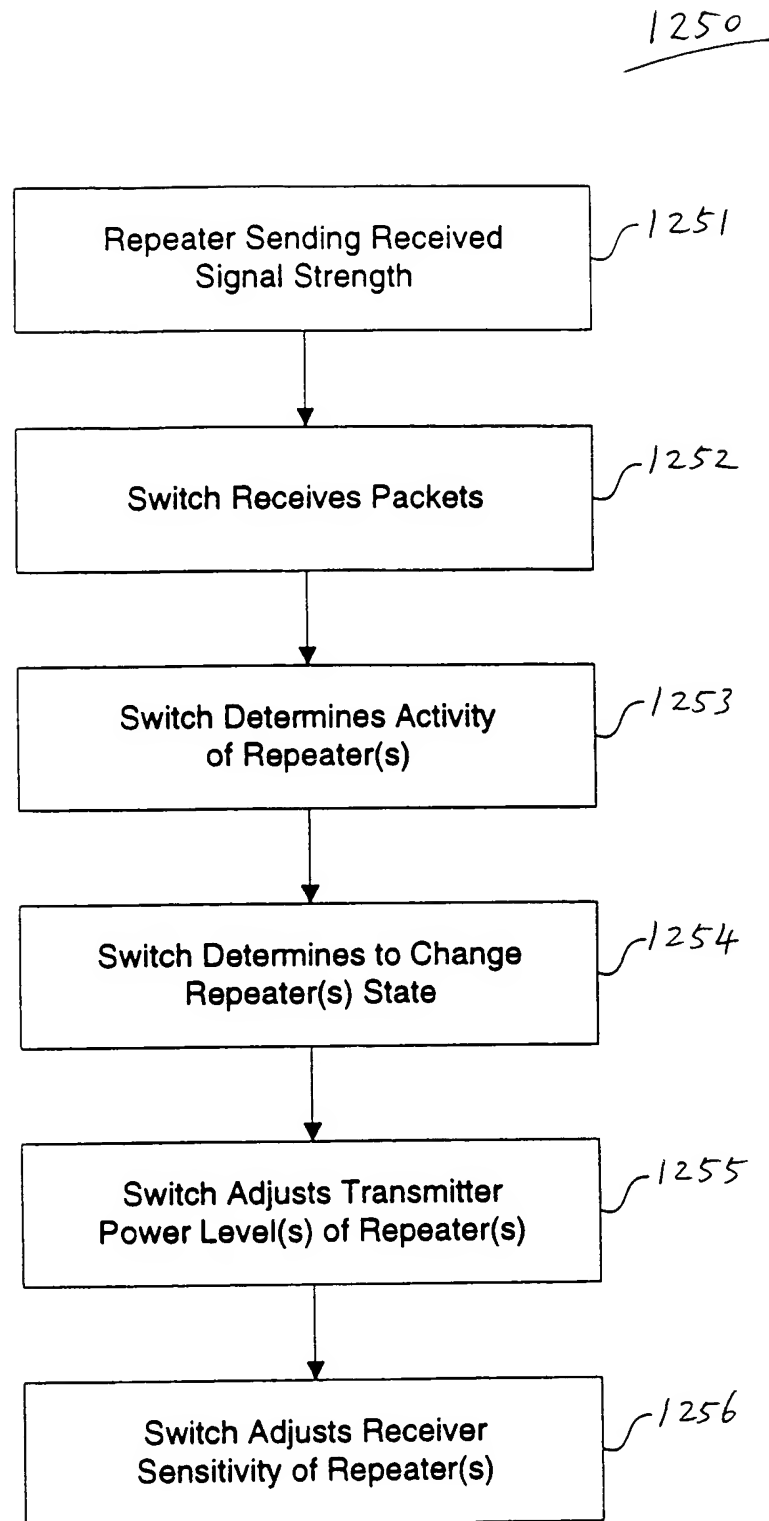 1250
Repeater Sending Received
Signal Strength
1251
Switch Receives Packets
1252
Switch Determines Activity
of Repeater(s)
1253
Switch Determines to Change
Repeater(s) State
1254
Switch Adjusts Transmitter
Power Level(s) of Repeater(s)
1255
Switch Adjusts Receiver
Sensitivity of Repeater(s)
1256